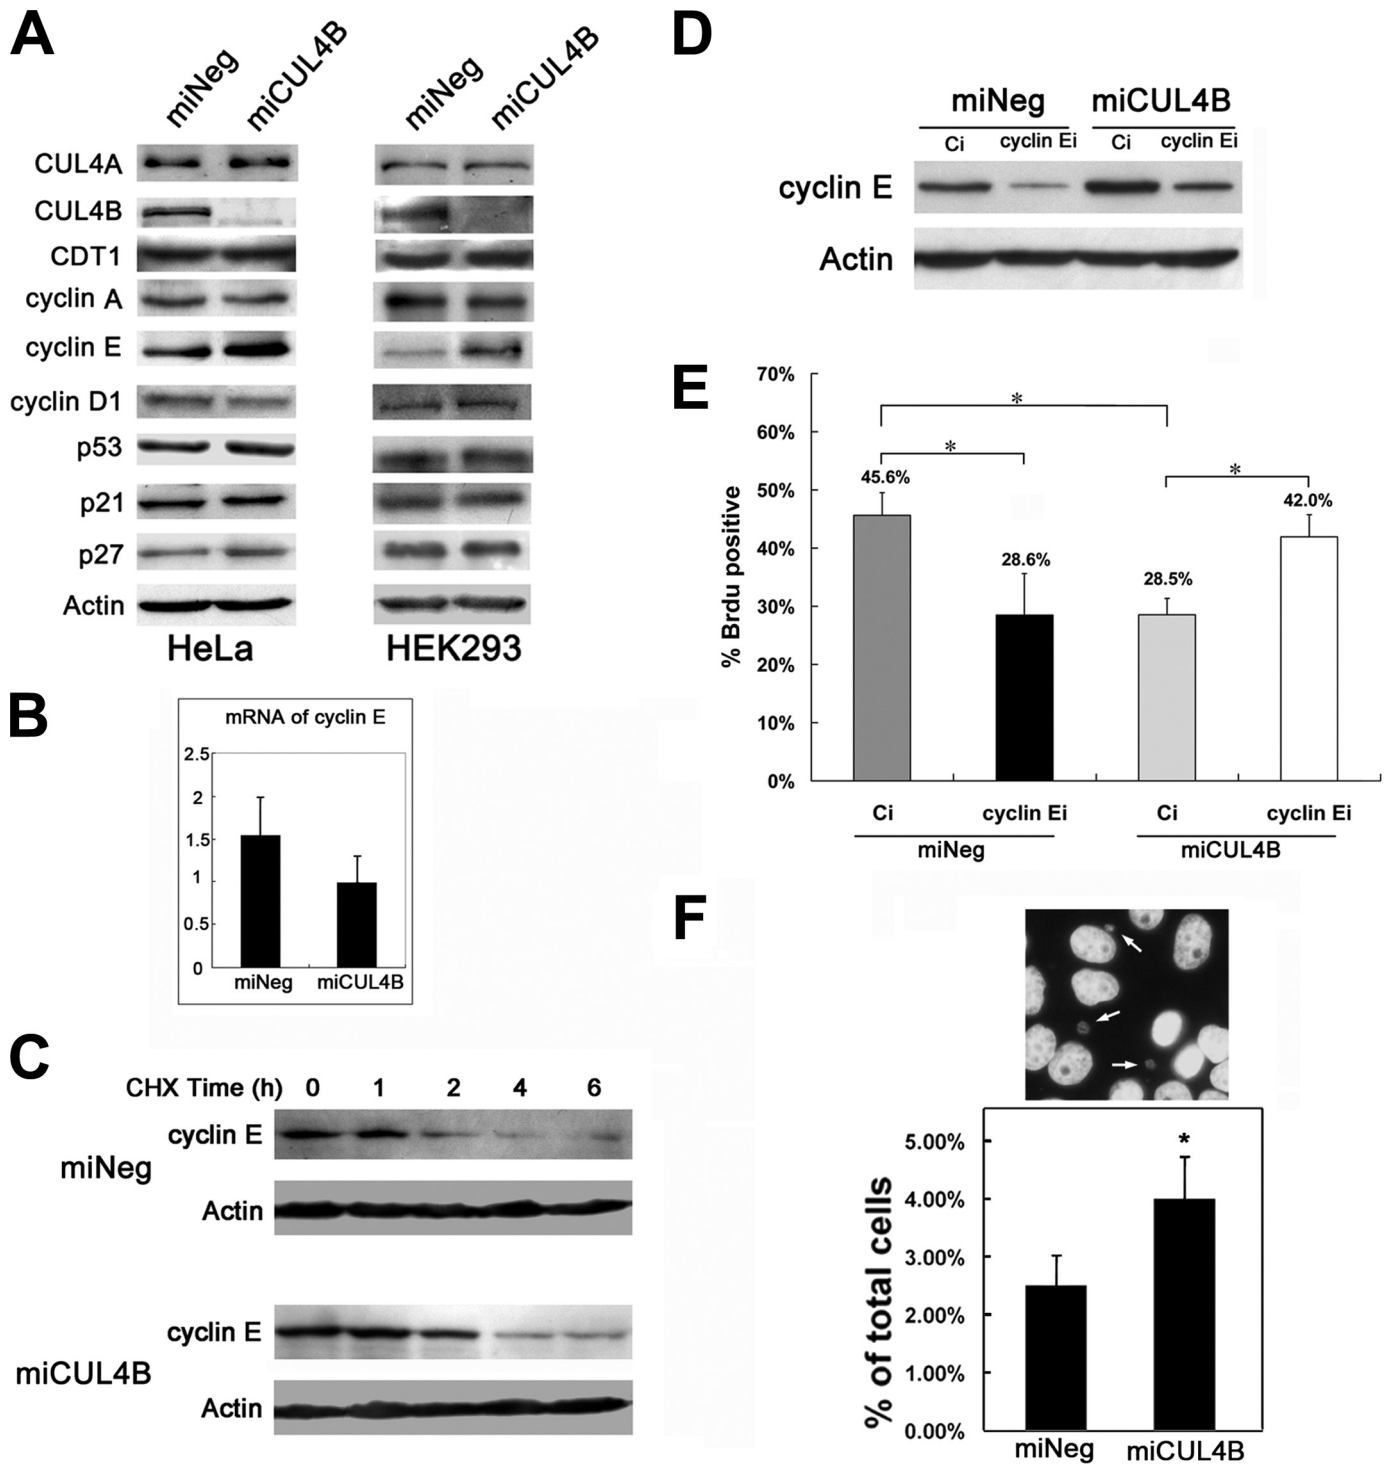 A
miNeg
miCUL4B
miNeg
miCUL4B
CUL4A
CUL4B
CDT1
cyclin A
cyclin E
cyclin D1
p53
p21
p27
Actin
HeLa
HEK293
B
mRNA of cyclin E
2.5
2
1.5
1
0.5
0
miNeg
miCUL4B
C
CHX Time (h) 0 1 2 4 6
cyclin E
miNeg
Actin
cyclin E
miCUL4B
Actin
D
miNeg miCUL4B
Ci cyclin Ei Ci cyclin Ei
cyclin E
Actin
E
% Brdu positive
70%
60%
50%
40%
30%
20%
10%
0%
*
*
*
45.6%
28.6%
28.5%
42.0%
Ci cyclin Ei Ci cyclin Ei
miNeg miCUL4B
F
% of total cells
5.00%
4.00%
3.00%
2.00%
1.00%
0.00%
*
miNeg miCUL4B